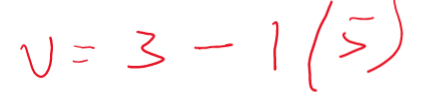 v = 3 - 1(5)